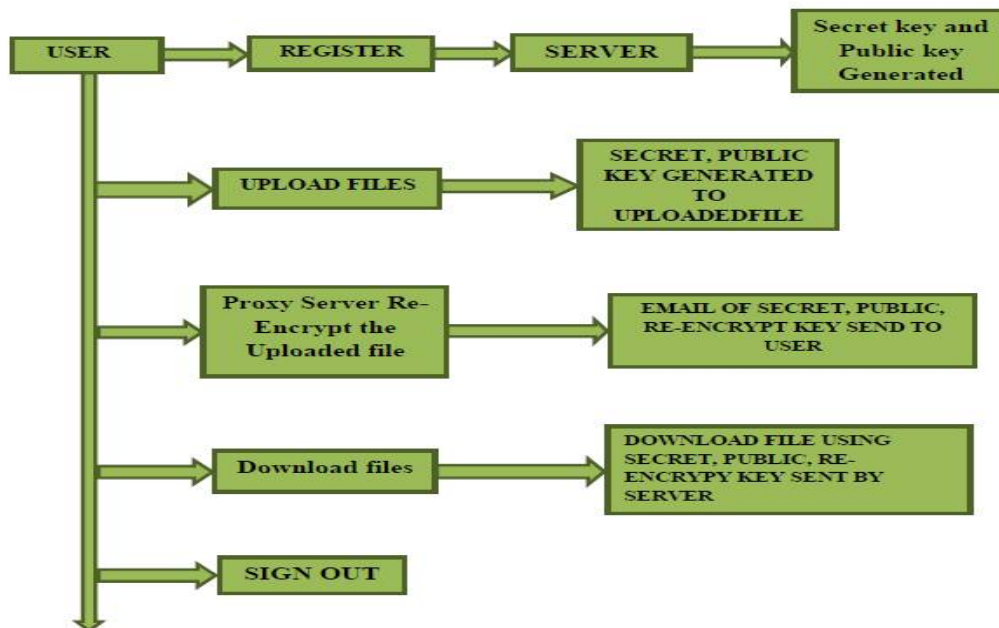 USER
REGISTER
SERVER
Secret key and
Public key
Generated
UPLOAD FILES
SECRET, PUBLIC
KEY GENERATED
TO
UPLOADEDFILE
Proxy Server Re-
Encrypt the
Uploaded file
EMAIL OF SECRET, PUBLIC,
RE-ENCRYPT KEY SEND TO
USER
Download files
DOWNLOAD FILE USING
SECRET, PUBLIC, RE-
ENCRYPY KEY SENT BY
SERVER
SIGN OUT